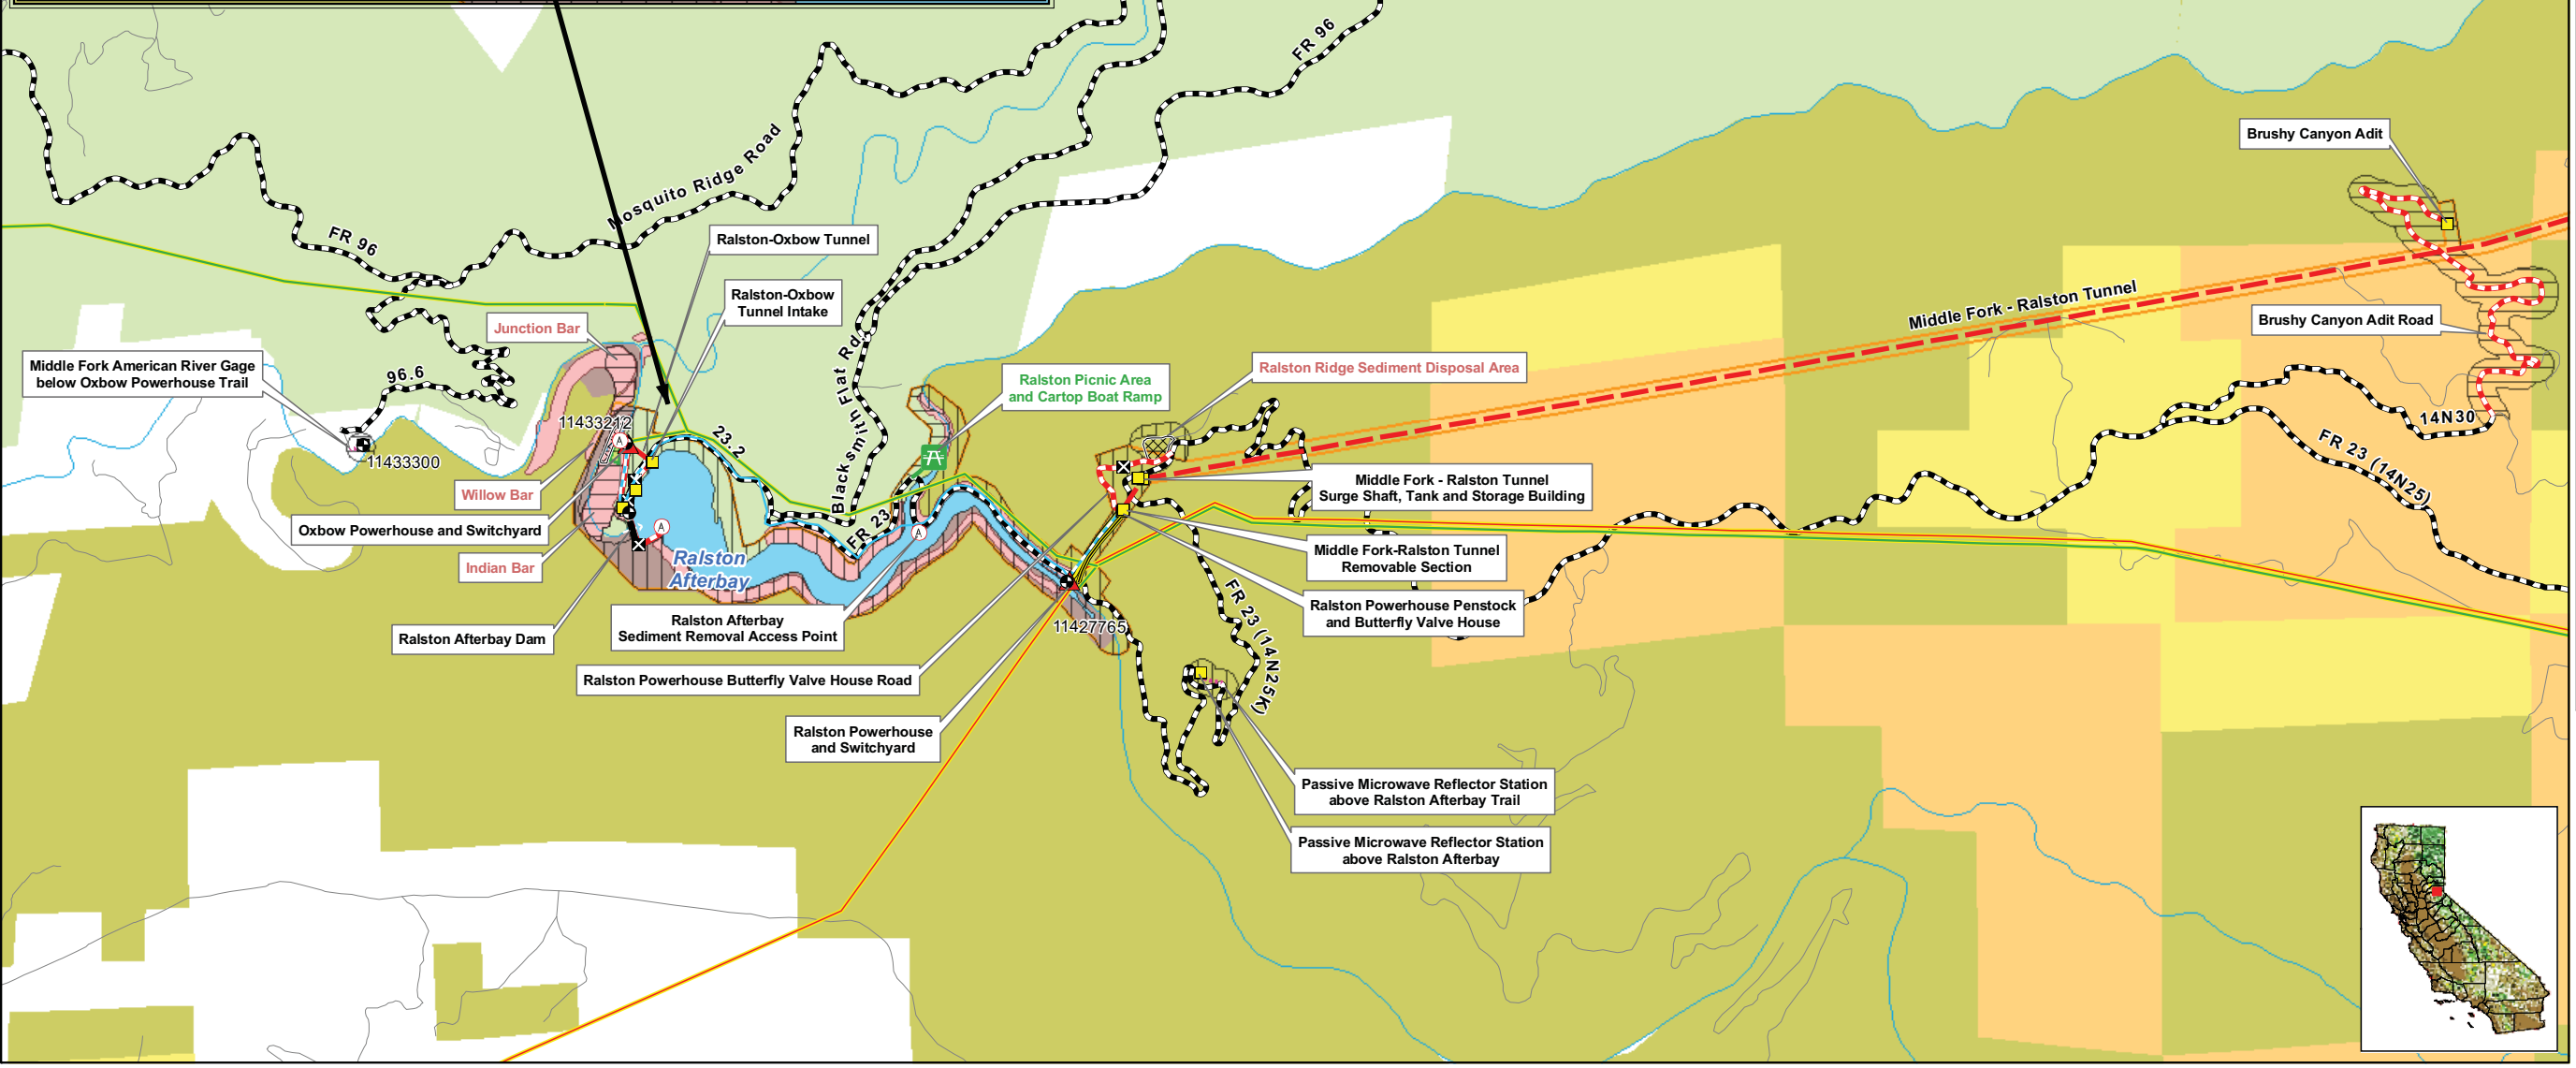 FR 96
Brushy Canyon Adit
Mosquito Ridge Road
FR 96
Ralston-Oxbow Tunnel
Ralston-Oxbow
Tunnel Intake
Middle Fork - Ralston Tunnel
Brushy Canyon Adit Road
Junction Bar
Middle Fork American River Gage
below Oxbow Powerhouse Trail
96.6
Blacksmith Flat Rd.
Ralston Picnic Area
and Cartop Boat Ramp
Ralston Ridge Sediment Disposal Area
14N30
FR 23 (14N25)
11433212
A
23.2
11433300
Willow Bar
Middle Fork - Ralston Tunnel
Surge Shaft, Tank and Storage Building
Oxbow Powerhouse and Switchyard
A
FR 23
A
Indian Bar
Ralston
Afterbay
Middle Fork-Ralston Tunnel
Removable Section
FR 23 (14N25K)
Ralston Powerhouse Penstock
and Butterfly Valve House
Ralston Afterbay Dam
Ralston Afterbay
Sediment Removal Access Point
11427765
Ralston Powerhouse Butterfly Valve House Road
Ralston Powerhouse
and Switchyard
Passive Microwave Reflector Station
above Ralston Afterbay Trail
Passive Microwave Reflector Station
above Ralston Afterbay